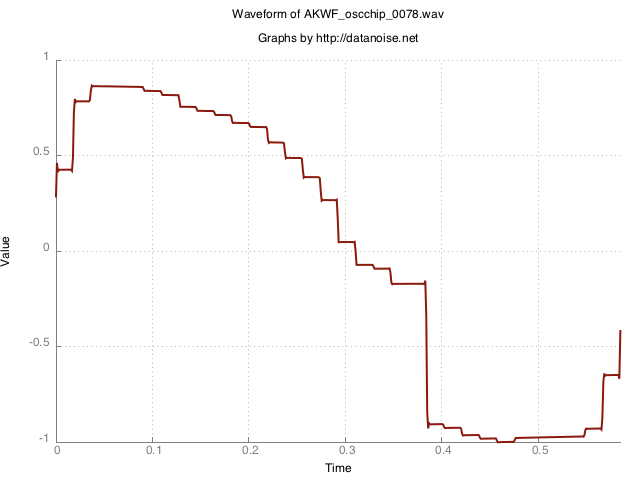 Waveform of AKWF_oscchip_0078.wav
Graphs by http://datanoise.net
1
0.5
0
-0.5
-1
Value
0
0.1
0.2
0.3
0.4
0.5
Time